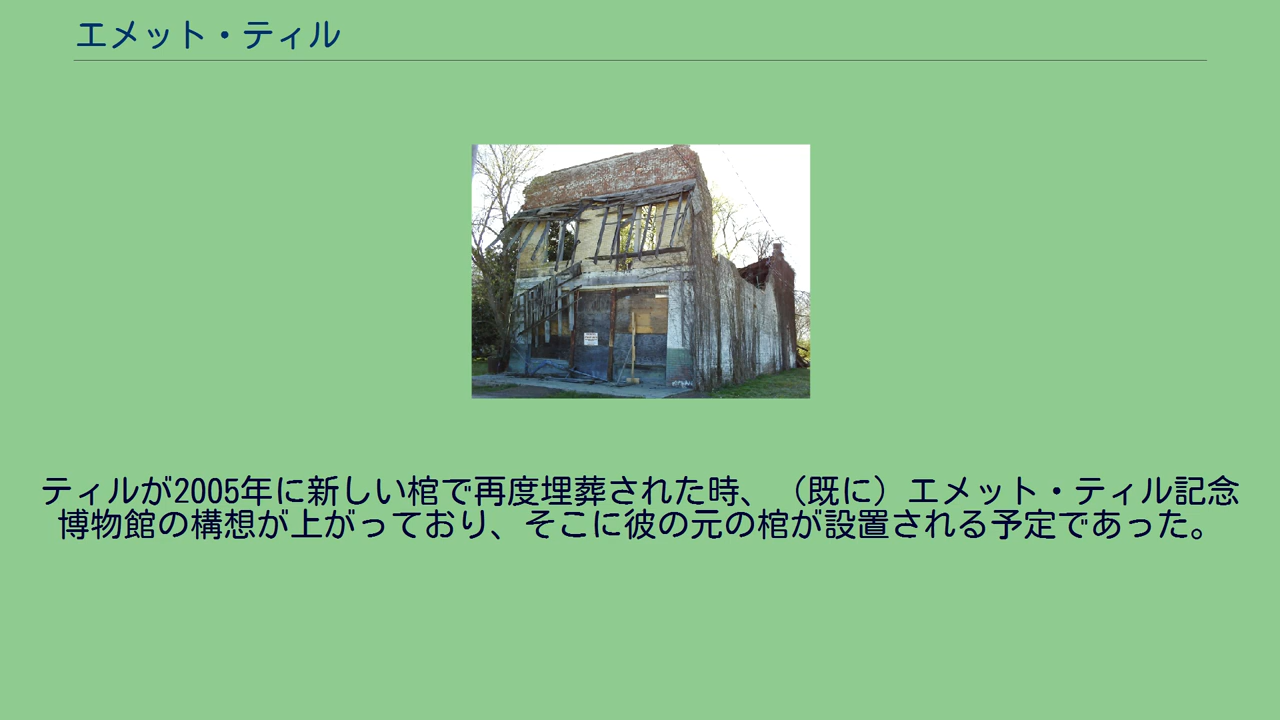 エメット・ティル
ティルが2005年に新しい棺で再度埋葬された時、（既に）エメット・ティル記念
博物館の構想が上がっており、そこに彼の元の棺が設置される予定であった。